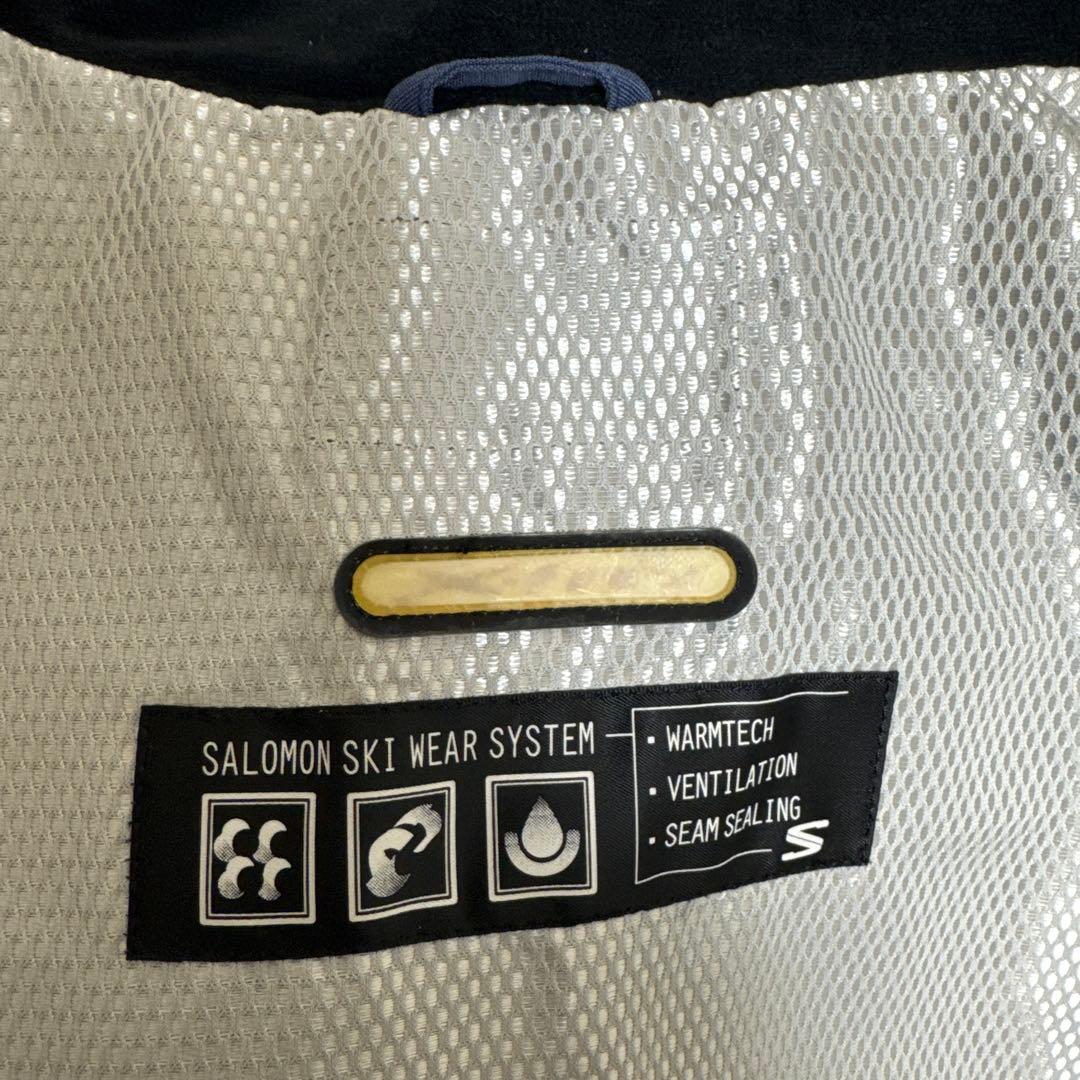 SALOMON SKI WEAR SYSTEM
· WARMTECH
· VENTILATION
· SEAM SEALING
S